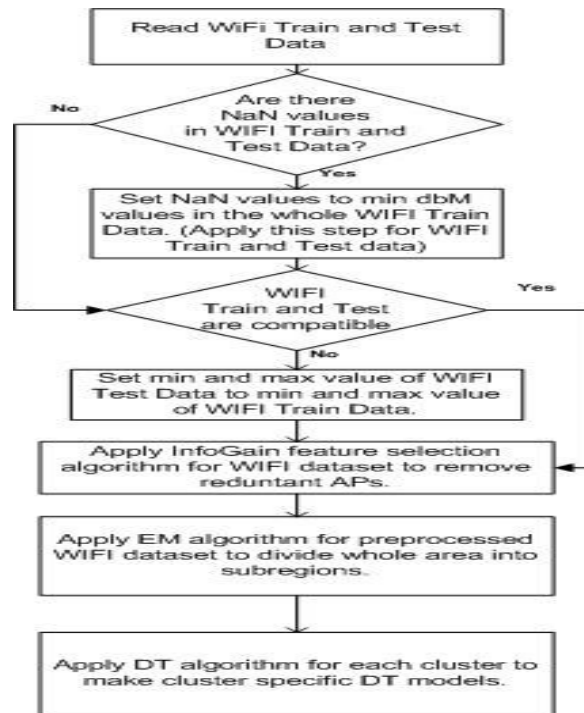 Read WiFi Train and Test
Data
No
Are there
NaN values
in WIFI Train and
Test Data?
Yes
Set NaN values to min dbM
values in the whole WIFI Train
Data. (Apply this step for WIFI
Train and Test data)
WIFI
Train and Test
are compatible
Yes
No
Set min and max value of WIFI
Test Data to min and max value
of WIFI Train Data.
Apply InfoGain feature selection
algorithm for WIFI dataset to remove
reduntant APs.
Apply EM algorithm for preprocessed
WIFI dataset to divide whole area into
subregions.
Apply DT algorithm for each cluster to
make cluster specific DT models.